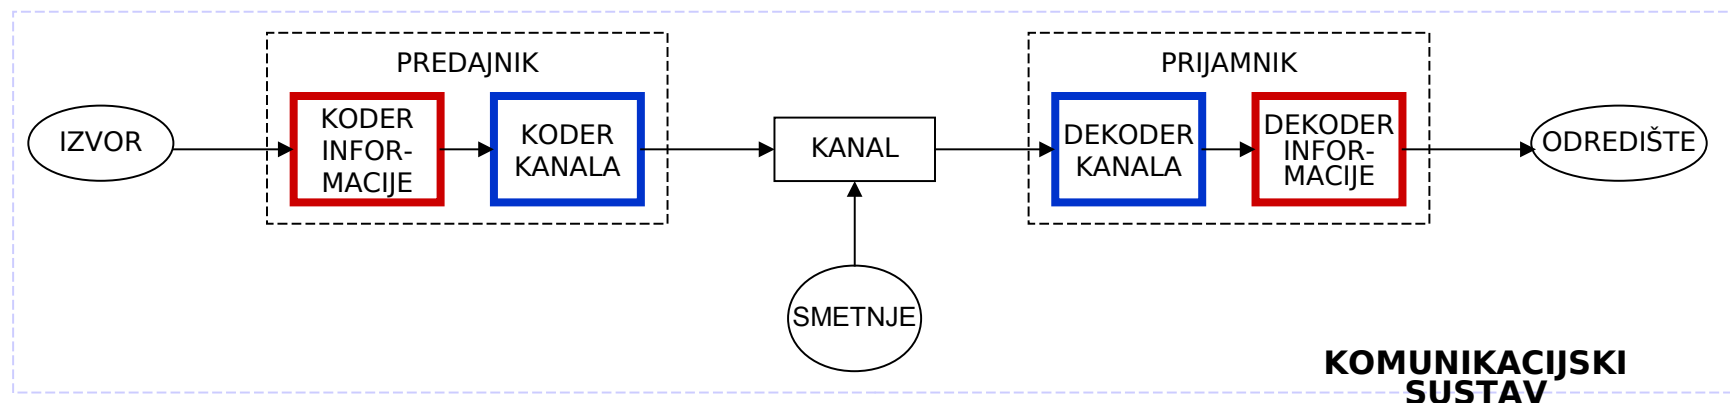 PREDAJNIK
PRIJAMNIK
IZVOR
KODER
INFOR-
MACIJE
KODER
KANALA
KANAL
DEKODER
KANALA
DEKODER
INFOR-
MACIJE
ODREDIŠTE
SMETNJE
KOMUNIKACIJSKI
SUSTAV